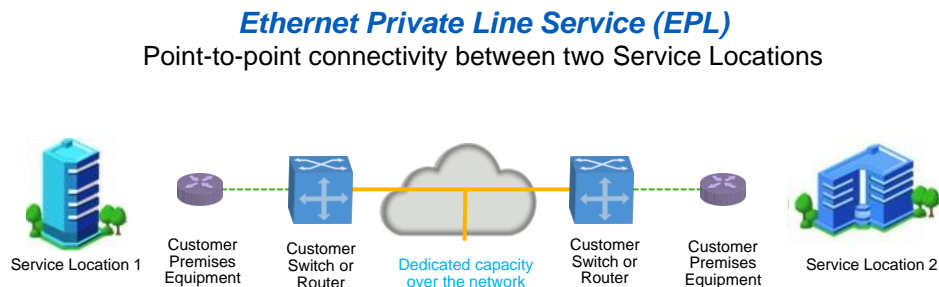 Ethernet Private Line Service (EPL)
Point-to-point connectivity between two Service Locations
Service Location 1
Customer
Premises
Equipment
Customer
Switch or
Router
Dedicated capacity
over the network
Customer
Switch or
Router
Customer
Premises
Equipment
Service Location 2